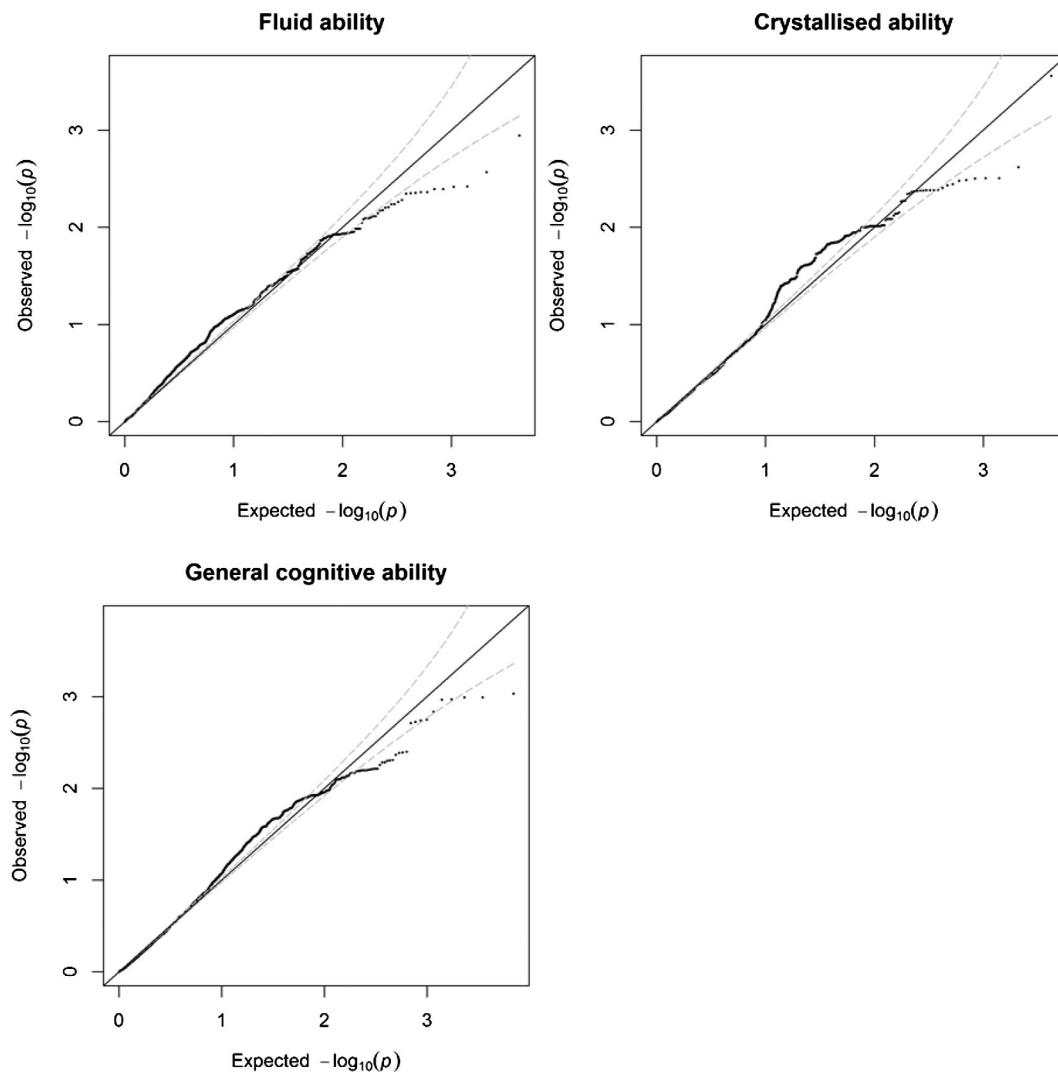 Fluid ability
3
2
1
0
Observed −log₁₀(p)
0 1 2 3
Expected −log₁₀(p)
Crystallised ability
3
2
1
0
Observed −log₁₀(p)
0 1 2 3
Expected −log₁₀(p)
General cognitive ability
3
2
1
0
Observed −log₁₀(p)
0 1 2 3
Expected −log₁₀(p)